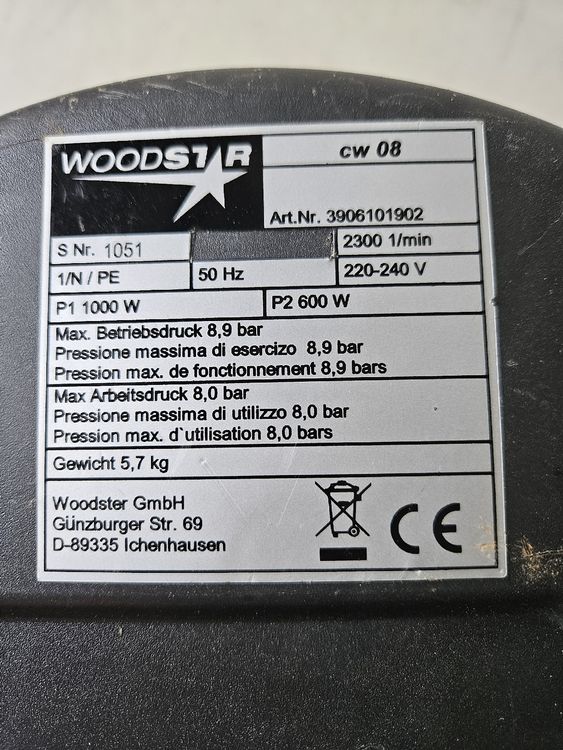 WOODSTAR
cw 08
Art.Nr. 3906101902
S Nr. 1051
2300 1/min
1/N / PE
50 Hz
220-240 V
P1 1000 W
P2 600 W
Max. Betriebsdruck 8,9 bar
Pressione massima di esercizo 8,9 bar
Pression max. de fonctionnement 8,9 bars
Max Arbeitsdruck 8,0 bar
Pressione massima di utilizzo 8,0 bar
Pression max. d`utilisation 8,0 bars
Gewicht 5,7 kg
Woodster GmbH
Günzburger Str. 69
D-89335 Ichenhausen
CE